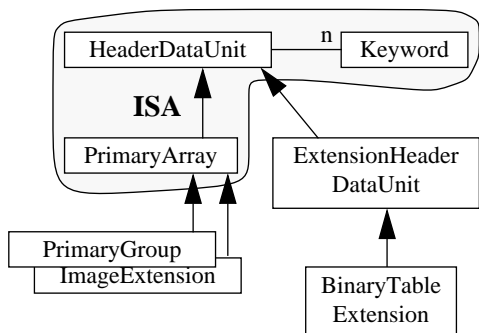 HeaderDataUnit
n
Keyword
ISA
PrimaryArray
ExtensionHeader
DataUnit
PrimaryGroup
ImageExtension
BinaryTable
Extension